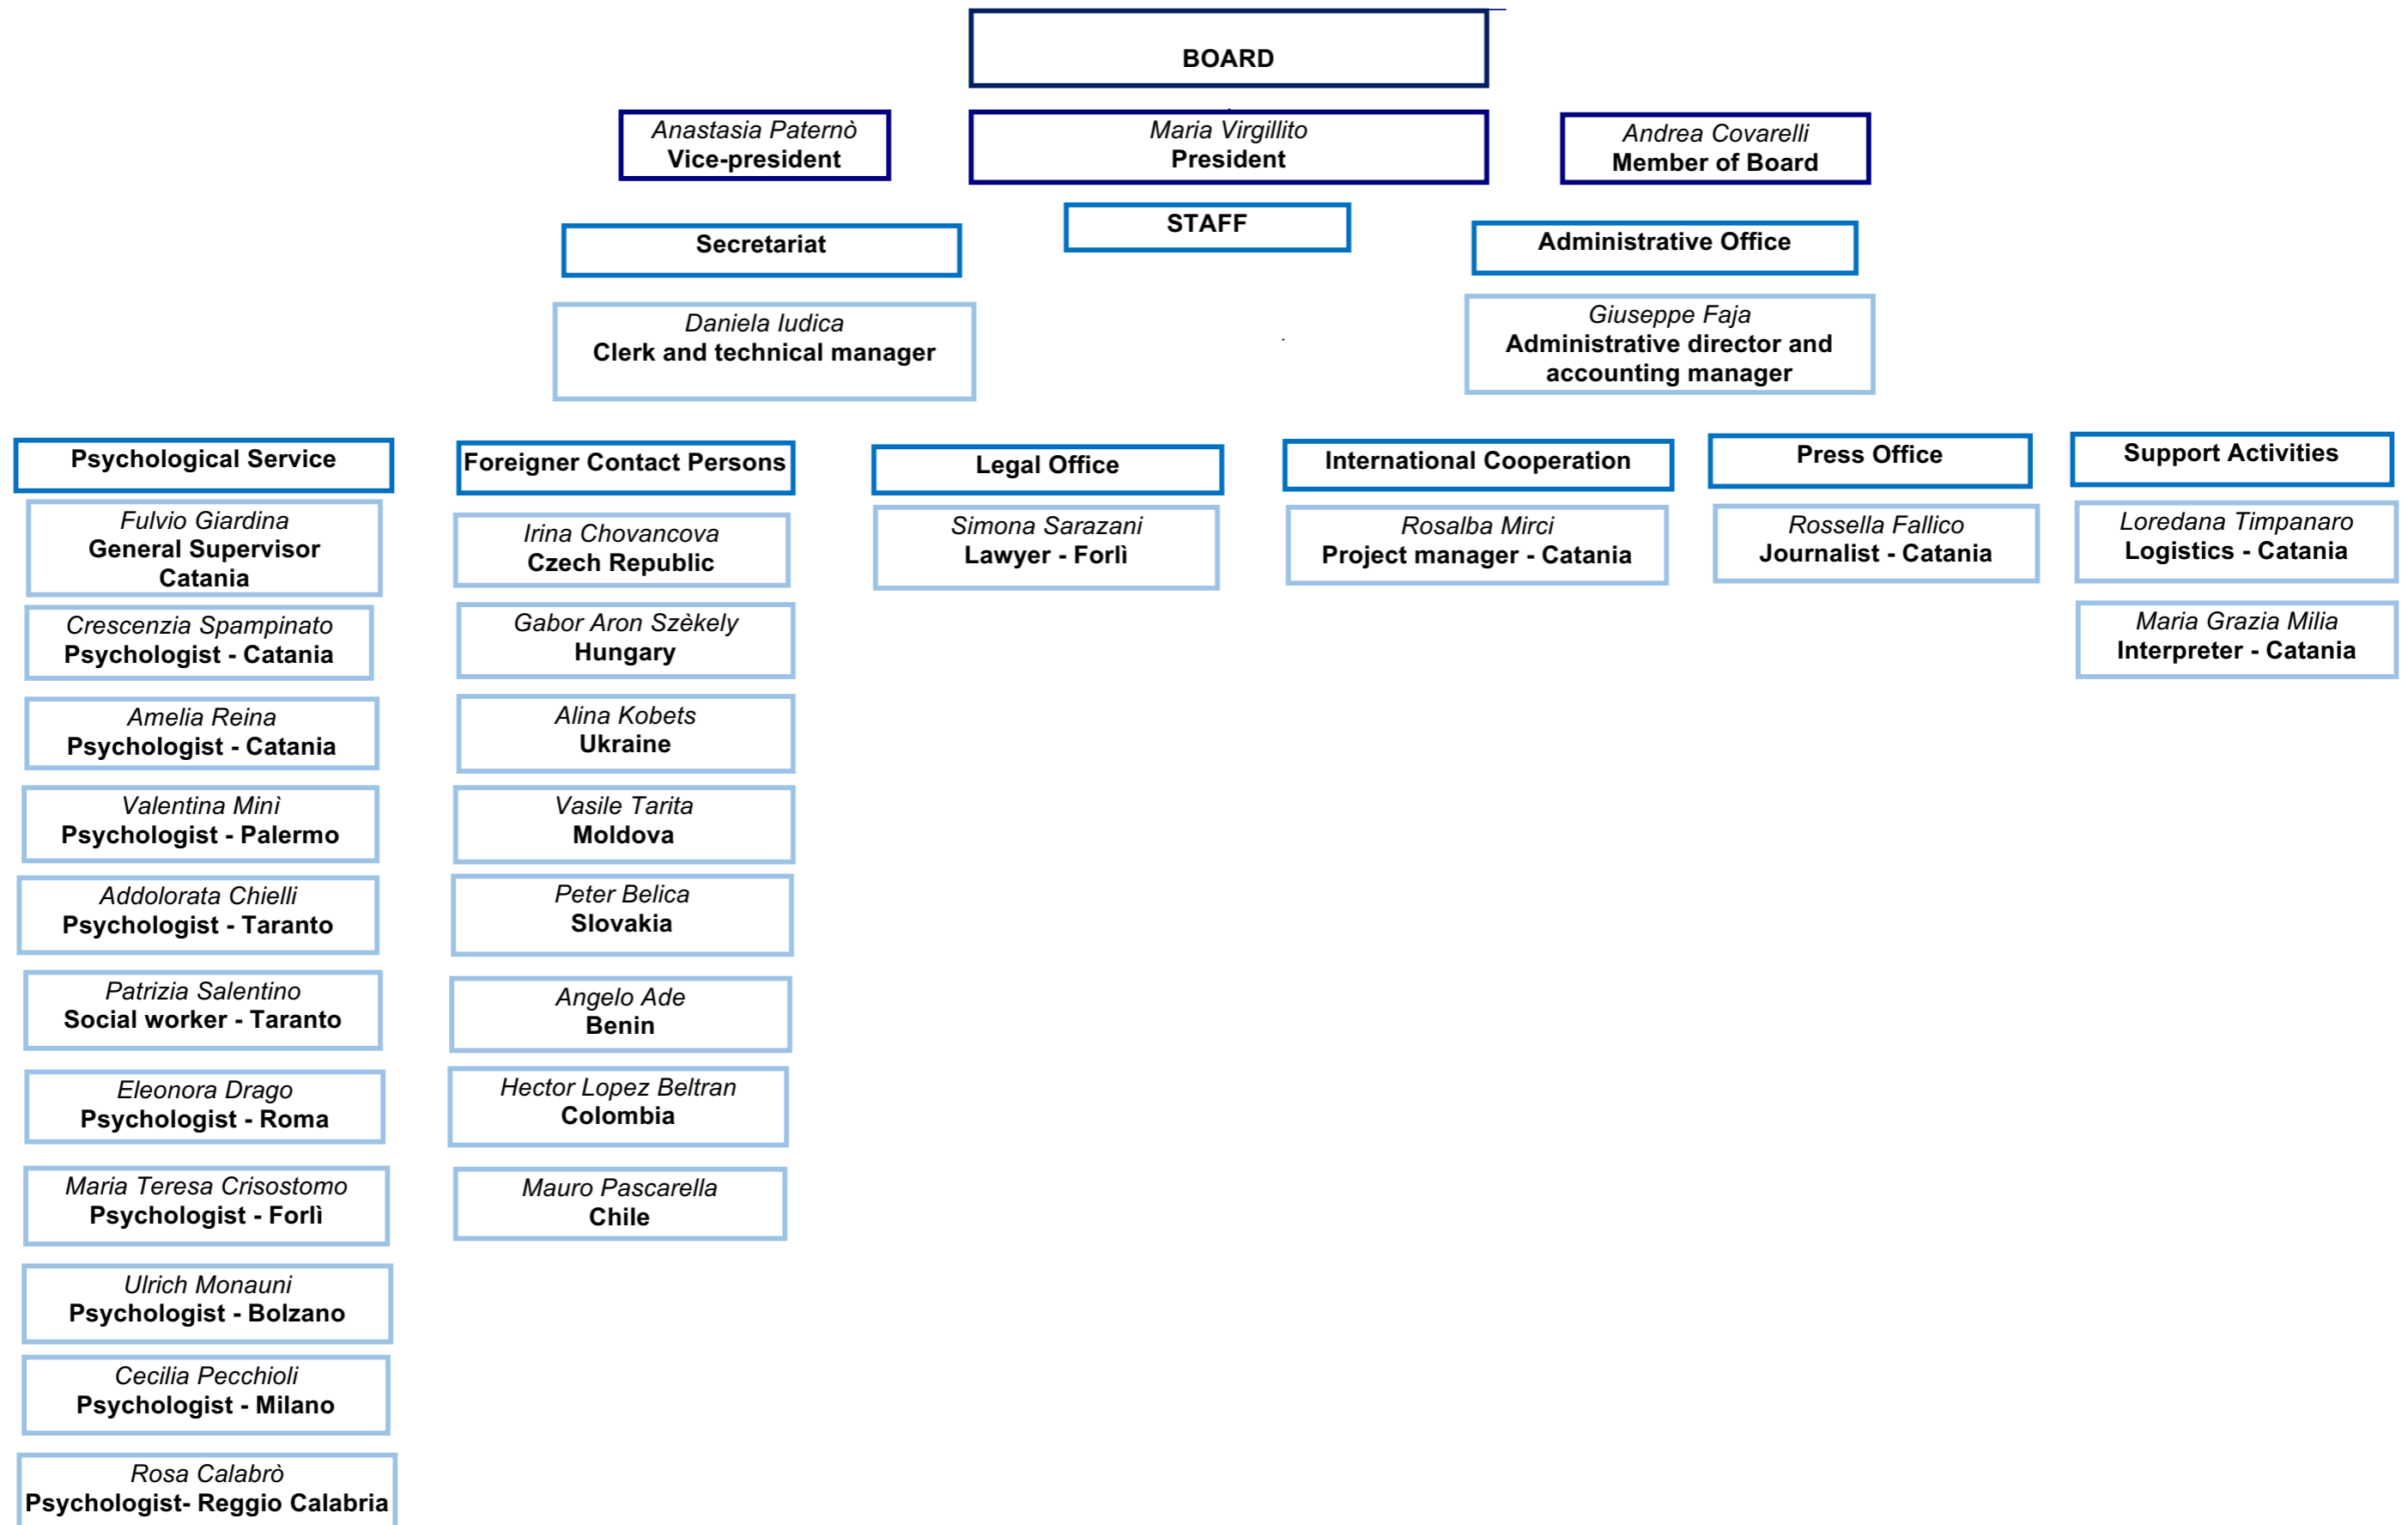 BOARD
Anastasia Paternò
Vice-president
Maria Virgillito
President
Andrea Covarelli
Member of Board
STAFF
Secretariat
Administrative Office
Daniela Iudica
Clerk and technical manager
Giuseppe Faja
Administrative director and
accounting manager
Psychological Service
Fulvio Giardina
General Supervisor
Catania
Crescenzia Spampinato
Psychologist - Catania
Amelia Reina
Psychologist - Catania
Valentina Minì
Psychologist - Palermo
Addolorata Chielli
Psychologist - Taranto
Patrizia Salentino
Social worker - Taranto
Eleonora Drago
Psychologist - Roma
Maria Teresa Crisostomo
Psychologist - Forlì
Ulrich Monauni
Psychologist - Bolzano
Cecilia Pecchioli
Psychologist - Milano
Rosa Calabrò
Psychologist- Reggio Calabria
Foreigner Contact Persons
Irina Chovancova
Czech Republic
Gabor Aron Szèkely
Hungary
Alina Kobets
Ukraine
Vasile Tarita
Moldova
Peter Belica
Slovakia
Angelo Ade
Benin
Hector Lopez Beltran
Colombia
Mauro Pascarella
Chile
Legal Office
Simona Sarazani
Lawyer - Forlì
International Cooperation
Rosalba Mirci
Project manager - Catania
Press Office
Rossella Fallico
Journalist - Catania
Support Activities
Loredana Timpanaro
Logistics - Catania
Maria Grazia Milia
Interpreter - Catania